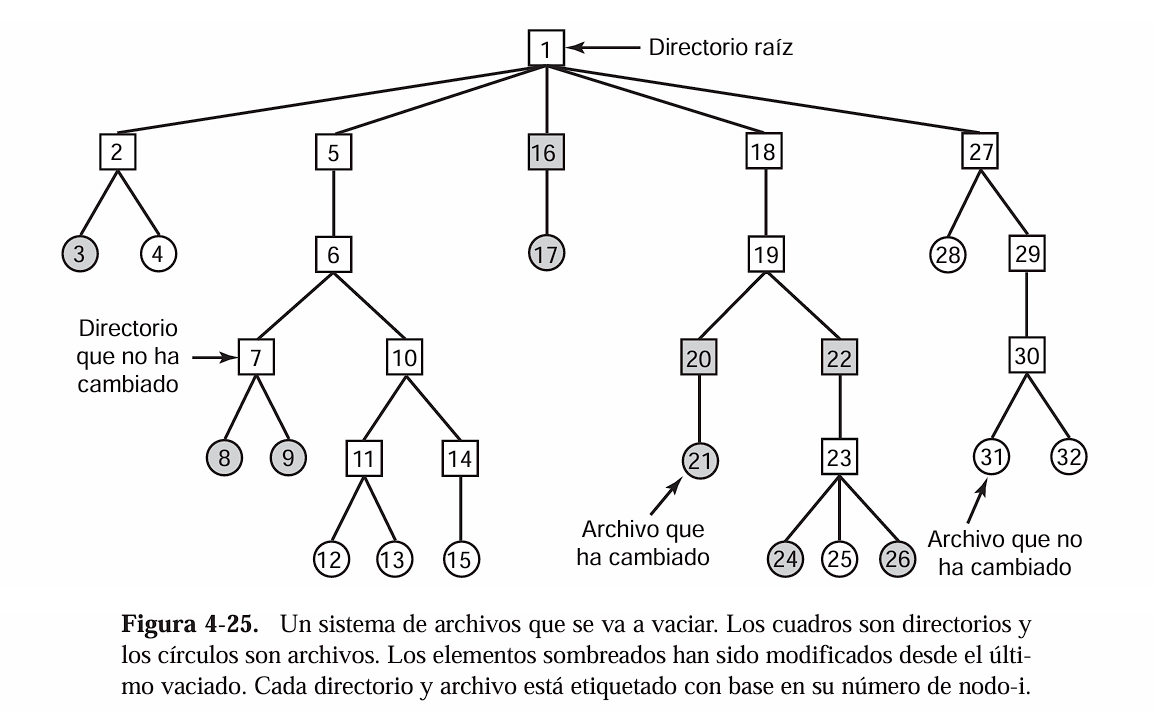 1
Directorio raíz
2
5
16
18
27
3
4
6
17
19
28
29
Directorio
que no ha
cambiado
7
10
20
22
30
8
9
11
14
21
23
31
32
Archivo que
ha cambiado
Archivo que no
ha cambiado
12
13
15
24
25
26
Figura 4-25. Un sistema de archivos que se va a vaciar. Los cuadros son directorios y
los círculos son archivos. Los elementos sombreados han sido modificados desde el últi-
mo vaciado. Cada directorio y archivo está etiquetado con base en su número de nodo-i.